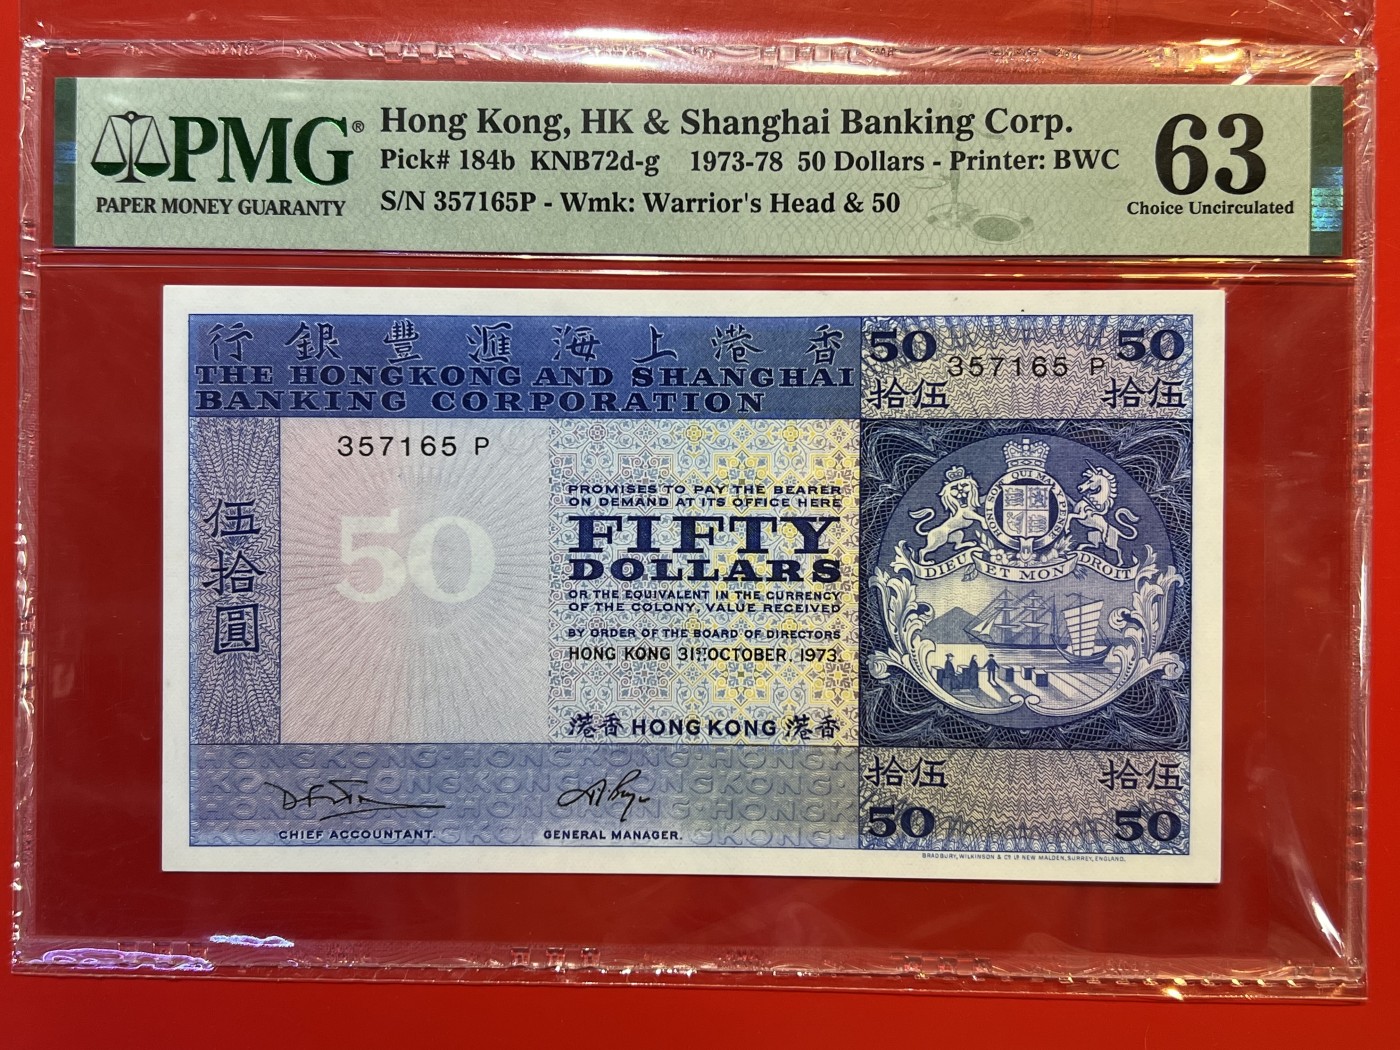 PMG®
PAPER MONEY GUARANTY
Hong Kong, HK & Shanghai Banking Corp.
Pick# 184b KNB72d-g 1973-78 50 Dollars - Printer: BWC
S/N 357165P - Wmk: Warrior's Head & 50
63
Choice Uncirculated
行銀豐滙海上港香
THE HONGKONG AND SHANGHAI
BANKING CORPORATION
50 357165 P 50
拾伍 拾伍
357165 P
伍拾圓
50
PROMISES TO PAY THE BEARER
ON DEMAND AT ITS OFFICE HERE
FIFTY
DOLLARS
OR THE EQUIVALENT IN THE CURRENCY
OF THE COLONY, VALUE RECEIVED
BY ORDER OF THE BOARD OF DIRECTORS
HONG KONG 31ST OCTOBER, 1973.
港香 HONG KONG 港香
DIEU ET MON DROIT
HONGKONG·HONGKONG·HONGKONG
CHIEF ACCOUNTANT.
GENERAL MANAGER.
拾伍 拾伍
50 50
BRADBURY, WILKINSON & Co. Ld. NEW MALDEN, SURREY, ENGLAND.